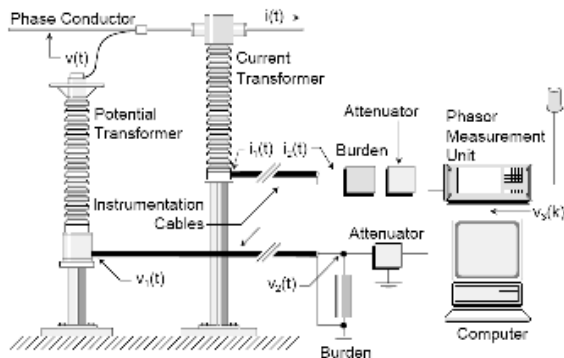 Phase Conductor
i(t)
v(t)
Current
Transformer
Potential
Transformer
Attenuator
Phasor
Measurement
Unit
i₁(t)
i₂(t)
Burden
Instrumentation
Cables
v₃(k)
Attenuator
v₁(t)
v₂(t)
Computer
Burden